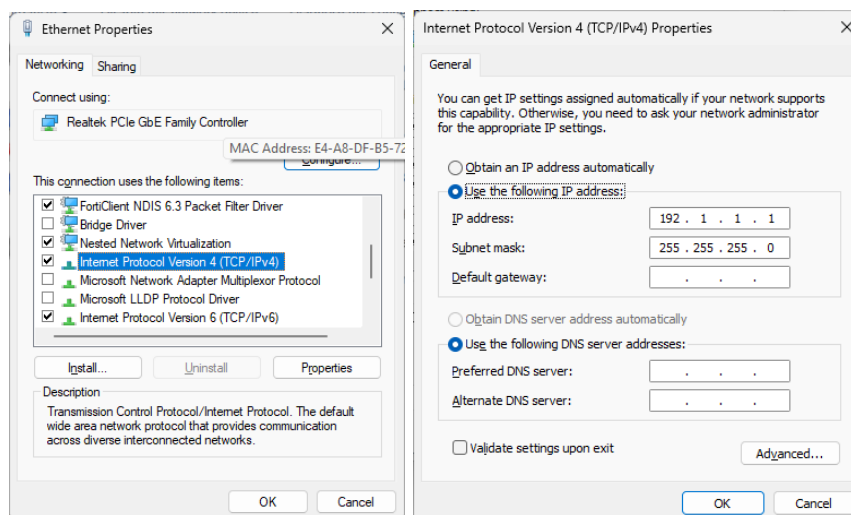 Ethernet Properties
Networking
Sharing
Connect using:
Realtek PCIe GbE Family Controller
MAC Address: E4-A8-DF-B5-72
Configure...
This connection uses the following items:
FortiClient NDIS 6.3 Packet Filter Driver
Bridge Driver
Nested Network Virtualization
Internet Protocol Version 4 (TCP/IPv4)
Microsoft Network Adapter Multiplexor Protocol
Microsoft LLDP Protocol Driver
Internet Protocol Version 6 (TCP/IPv6)
Install...
Uninstall
Properties
Description
Transmission Control Protocol/Internet Protocol. The default
wide area network protocol that provides communication
across diverse interconnected networks.
OK
Cancel
Internet Protocol Version 4 (TCP/IPv4) Properties
General
You can get IP settings assigned automatically if your network supports
this capability. Otherwise, you need to ask your network administrator
for the appropriate IP settings.
Obtain an IP address automatically
Use the following IP address:
IP address:
192 . 1 . 1 . 1
Subnet mask:
255 . 255 . 255 . 0
Default gateway:
. . .
Obtain DNS server address automatically
Use the following DNS server addresses:
Preferred DNS server:
. . .
Alternate DNS server:
. . .
Validate settings upon exit
Advanced...
OK
Cancel